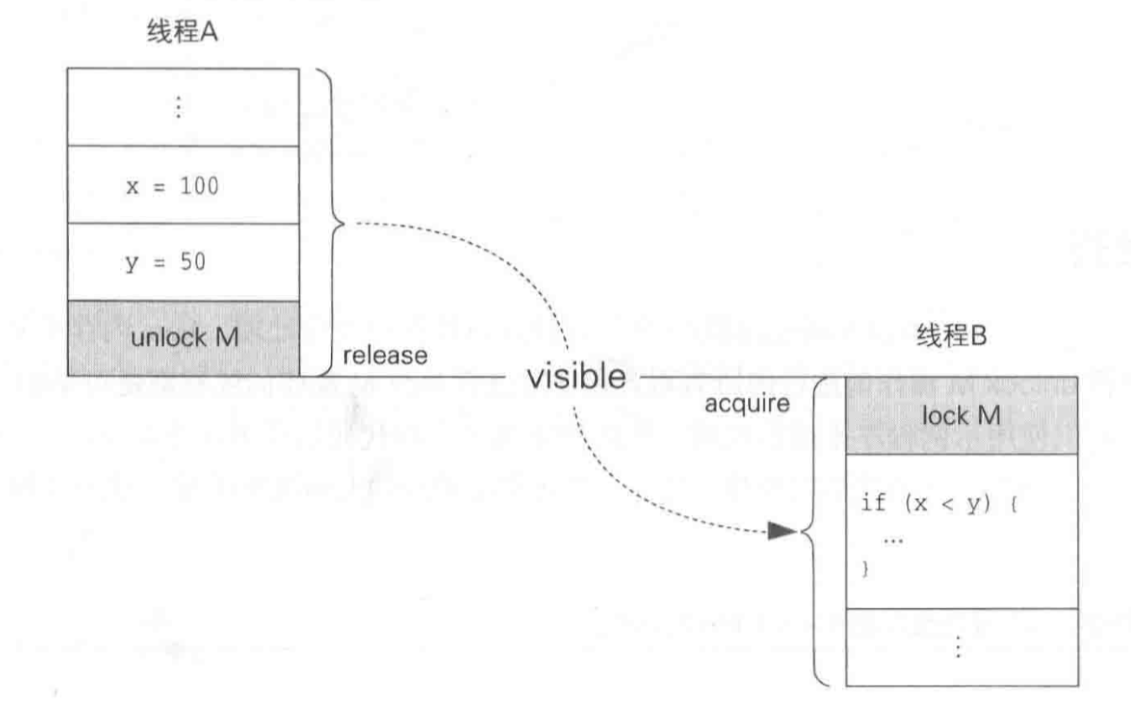 线程A
⋮
x = 100
y = 50
unlock M
release
visible
线程B
acquire
lock M
if (x < y) {
...
}
⋮